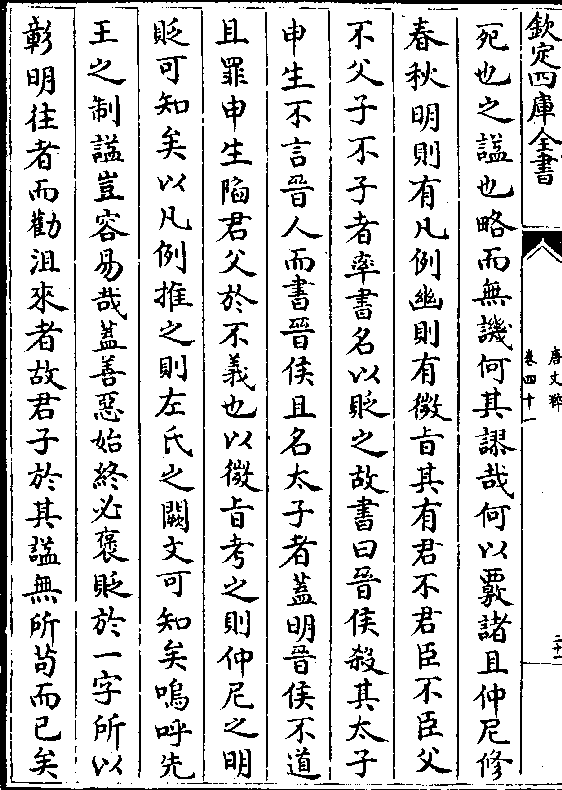 欽定四庫全書
唐文粹
卷四十一
二十一
死也之諡也略而無譏何其謬哉何以覈諸且仲尼修
春秋明則有凡例幽則有微旨其有君不君臣不臣父
不父子不子者率書名以貶之故書曰晉侯殺其太子
申生不言晉人而書晉侯且名太子者蓋明晉侯不道
且罪申生陷君父於不義也以微旨考之則仲尼之明
貶可知矣以凡例推之則左氏之闕文可知矣嗚呼先
王之制諡豈容易哉蓋善惡始終必褒貶於一字所以
彰明往者而勸沮來者故君子於其諡無所苟而已矣